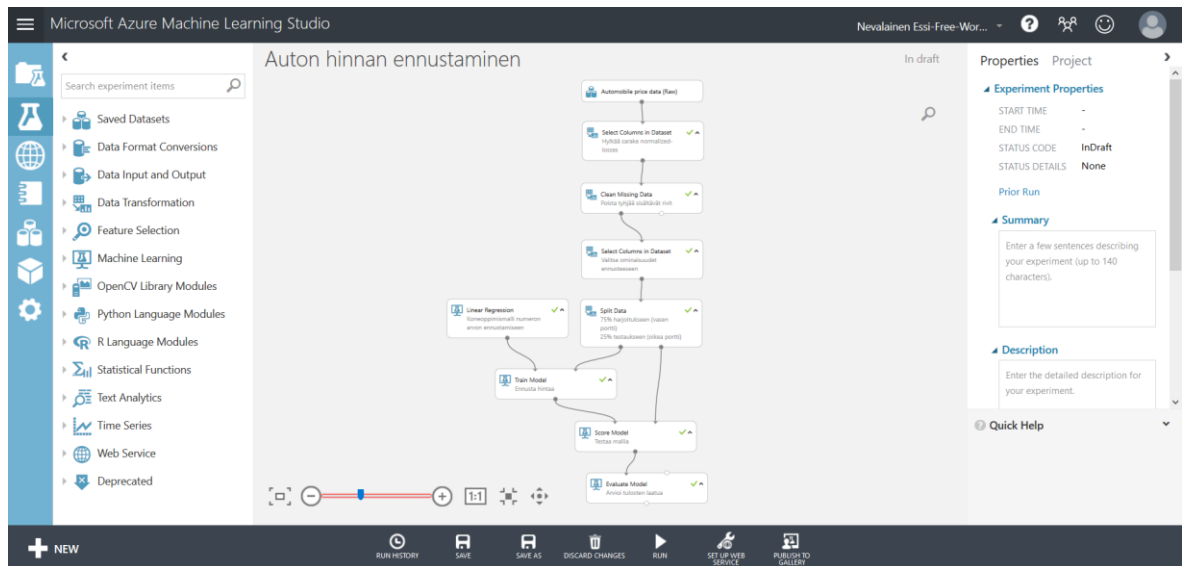 Microsoft Azure Machine Learning Studio
Nevalainen Essi-Free-Wor...
?
Search experiment items
Saved Datasets
Data Format Conversions
Data Input and Output
Data Transformation
Feature Selection
Machine Learning
OpenCV Library Modules
Python Language Modules
R Language Modules
Statistical Functions
Text Analytics
Time Series
Web Service
Deprecated
Auton hinnan ennustaminen
In draft
Automobile price data (Raw)
Select Columns in Dataset
Hylkää sarake normalized-
losses
Clean Missing Data
Poista tyhjää sisältävät rivit
Select Columns in Dataset
Valitse ominaisuudet
ennusteeseen
Linear Regression
Koneoppimismalli numeron
arvon ennustamiseen
Split Data
75% harjoitukseen (vasen
portti)
25% testaukseen (oikea portti)
Train Model
Ennusta hintaa
Score Model
Testaa mallia
Evaluate Model
Arvioi tulosten laatua
1:1
Properties Project
Experiment Properties
START TIME -
END TIME -
STATUS CODE InDraft
STATUS DETAILS None
Prior Run
Summary
Enter a few sentences describing
your experiment (up to 140
characters).
Description
Enter the detailed description for
your experiment.
Quick Help
NEW
RUN HISTORY
SAVE
SAVE AS
DISCARD CHANGES
RUN
SET UP WEB
SERVICE
PUBLISH TO
GALLERY